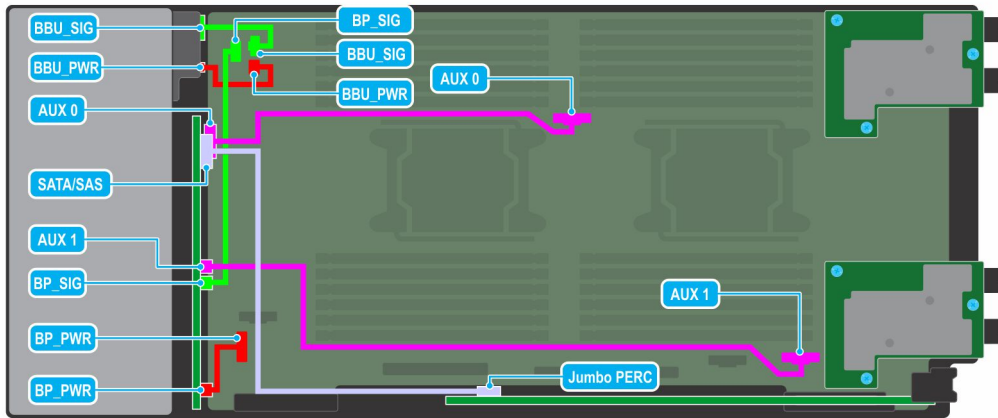 BBU_SIG
BP_SIG
BBU_SIG
BBU_PWR
AUX 0
BBU_PWR
AUX 0
SATA/SAS
AUX 1
BP_SIG
AUX 1
BP_PWR
Jumbo PERC
BP_PWR